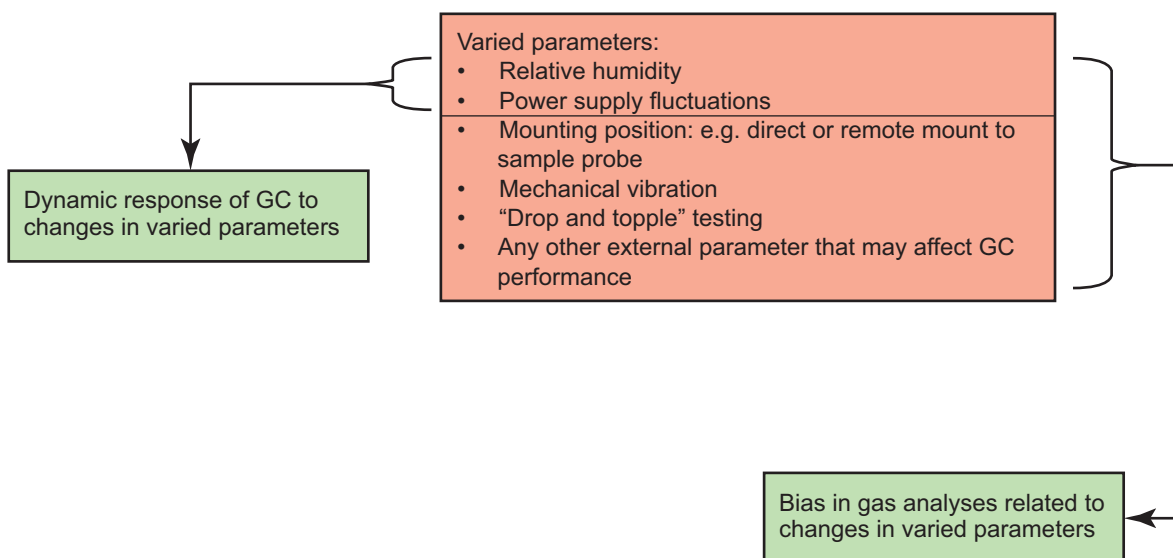 Varied parameters:
• Relative humidity
• Power supply fluctuations
• Mounting position: e.g. direct or remote mount to
sample probe
• Mechanical vibration
• “Drop and topple” testing
• Any other external parameter that may affect GC
performance
Dynamic response of GC to
changes in varied parameters
Bias in gas analyses related to
changes in varied parameters